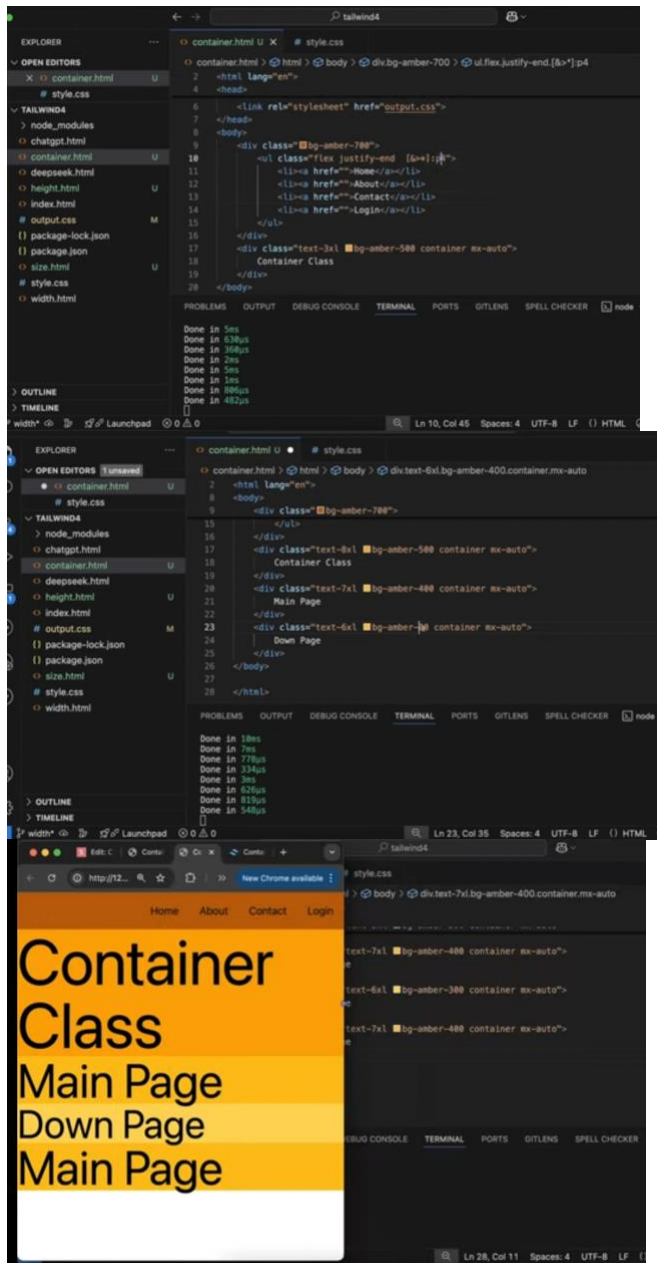 tailwind4
EXPLORER
container.html U
# style.css
OPEN EDITORS
container.html > html > body > div.bg-amber-700 > ul.flex.justify-end.[&>*]:p4
container.html U
2 <html lang="en">
# style.css
4 <head>
TAILWIND4
6 <link rel="stylesheet" href="output.css">
node_modules
7 </head>
chatgpt.html
8 <body>
container.html U
9 <div class="bg-amber-700">
10 <ul class="flex justify-end [&>*]:p4">
deepseek.html
11 <li><a href="">Home</a></li>
height.html U
12 <li><a href="">About</a></li>
index.html
13 <li><a href="">Contact</a></li>
output.css M
14 <li><a href="">Login</a></li>
package-lock.json
15 </ul>
package.json
16 </div>
size.html U
17 <div class="text-3xl bg-amber-500 container mx-auto">
# style.css
18 Container Class
width.html
19 </div>
20 </body>
PROBLEMS OUTPUT DEBUG CONSOLE TERMINAL PORTS GITLENS SPELL CHECKER node
Done in 5ms
Done in 630µs
Done in 360µs
Done in 2ms
Done in 5ms
Done in 1ms
Done in 806µs
Done in 482µs
OUTLINE
TIMELINE
width* Launchpad 0 0 Ln 10, Col 45 Spaces: 4 UTF-8 LF {} HTML
EXPLORER
container.html U
# style.css
OPEN EDITORS 1 unsaved
container.html > html > body > div.text-6xl.bg-amber-400.container.mx-auto
container.html U
2 <html lang="en">
# style.css
8 <body>
TAILWIND4
9 <div class="bg-amber-700">
node_modules
15 </ul>
chatgpt.html
16 </div>
container.html U
17 <div class="text-8xl bg-amber-500 container mx-auto">
deepseek.html
18 Container Class
height.html U
19 </div>
index.html
20 <div class="text-7xl bg-amber-400 container mx-auto">
21 Main Page
output.css M
22 </div>
package-lock.json
23 <div class="text-6xl bg-amber-00 container mx-auto">
package.json
24 Down Page
size.html U
25 </div>
# style.css
26 </body>
width.html
27
28 </html>
PROBLEMS OUTPUT DEBUG CONSOLE TERMINAL PORTS GITLENS SPELL CHECKER node
Done in 10ms
Done in 7ms
Done in 778µs
Done in 334µs
Done in 3ms
Done in 626µs
Done in 819µs
Done in 548µs
OUTLINE
TIMELINE
width* Launchpad 0 0 Ln 23, Col 35 Spaces: 4 UTF-8 LF {} HTML
Edit: C Conta Cc Conta
tailwind4
http://12... New Chrome available
style.css
body > div.text-7xl.bg-amber-400.container.mx-auto
Home About Contact Login
Container
Class
Main Page
Down Page
Main Page
text-7xl bg-amber-400 container mx-auto">
e
text-6xl bg-amber-300 container mx-auto">
e
text-7xl bg-amber-400 container mx-auto">
e
EBUG CONSOLE TERMINAL PORTS GITLENS SPELL CHECKER
Ln 28, Col 11 Spaces: 4 UTF-8 LF